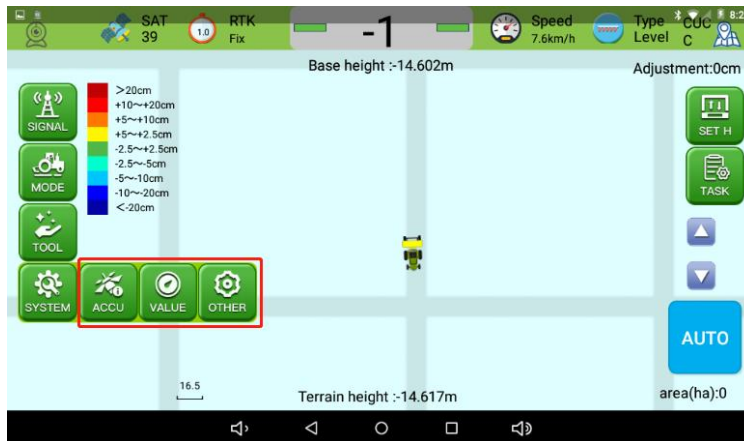 8:2
SAT
39
1.0
RTK
Fix
-1
Speed
7.6km/h
Type
Level
CUC
C
Base height :-14.602m
Adjustment:0cm
SIGNAL
>20cm
+10~+20cm
+5~+10cm
+5~+2.5cm
-2.5~+2.5cm
-2.5~-5cm
-5~-10cm
-10~-20cm
<-20cm
SET H
MODE
TASK
TOOL
SYSTEM
ACCU
VALUE
OTHER
AUTO
16.5
Terrain height :-14.617m
area(ha):0